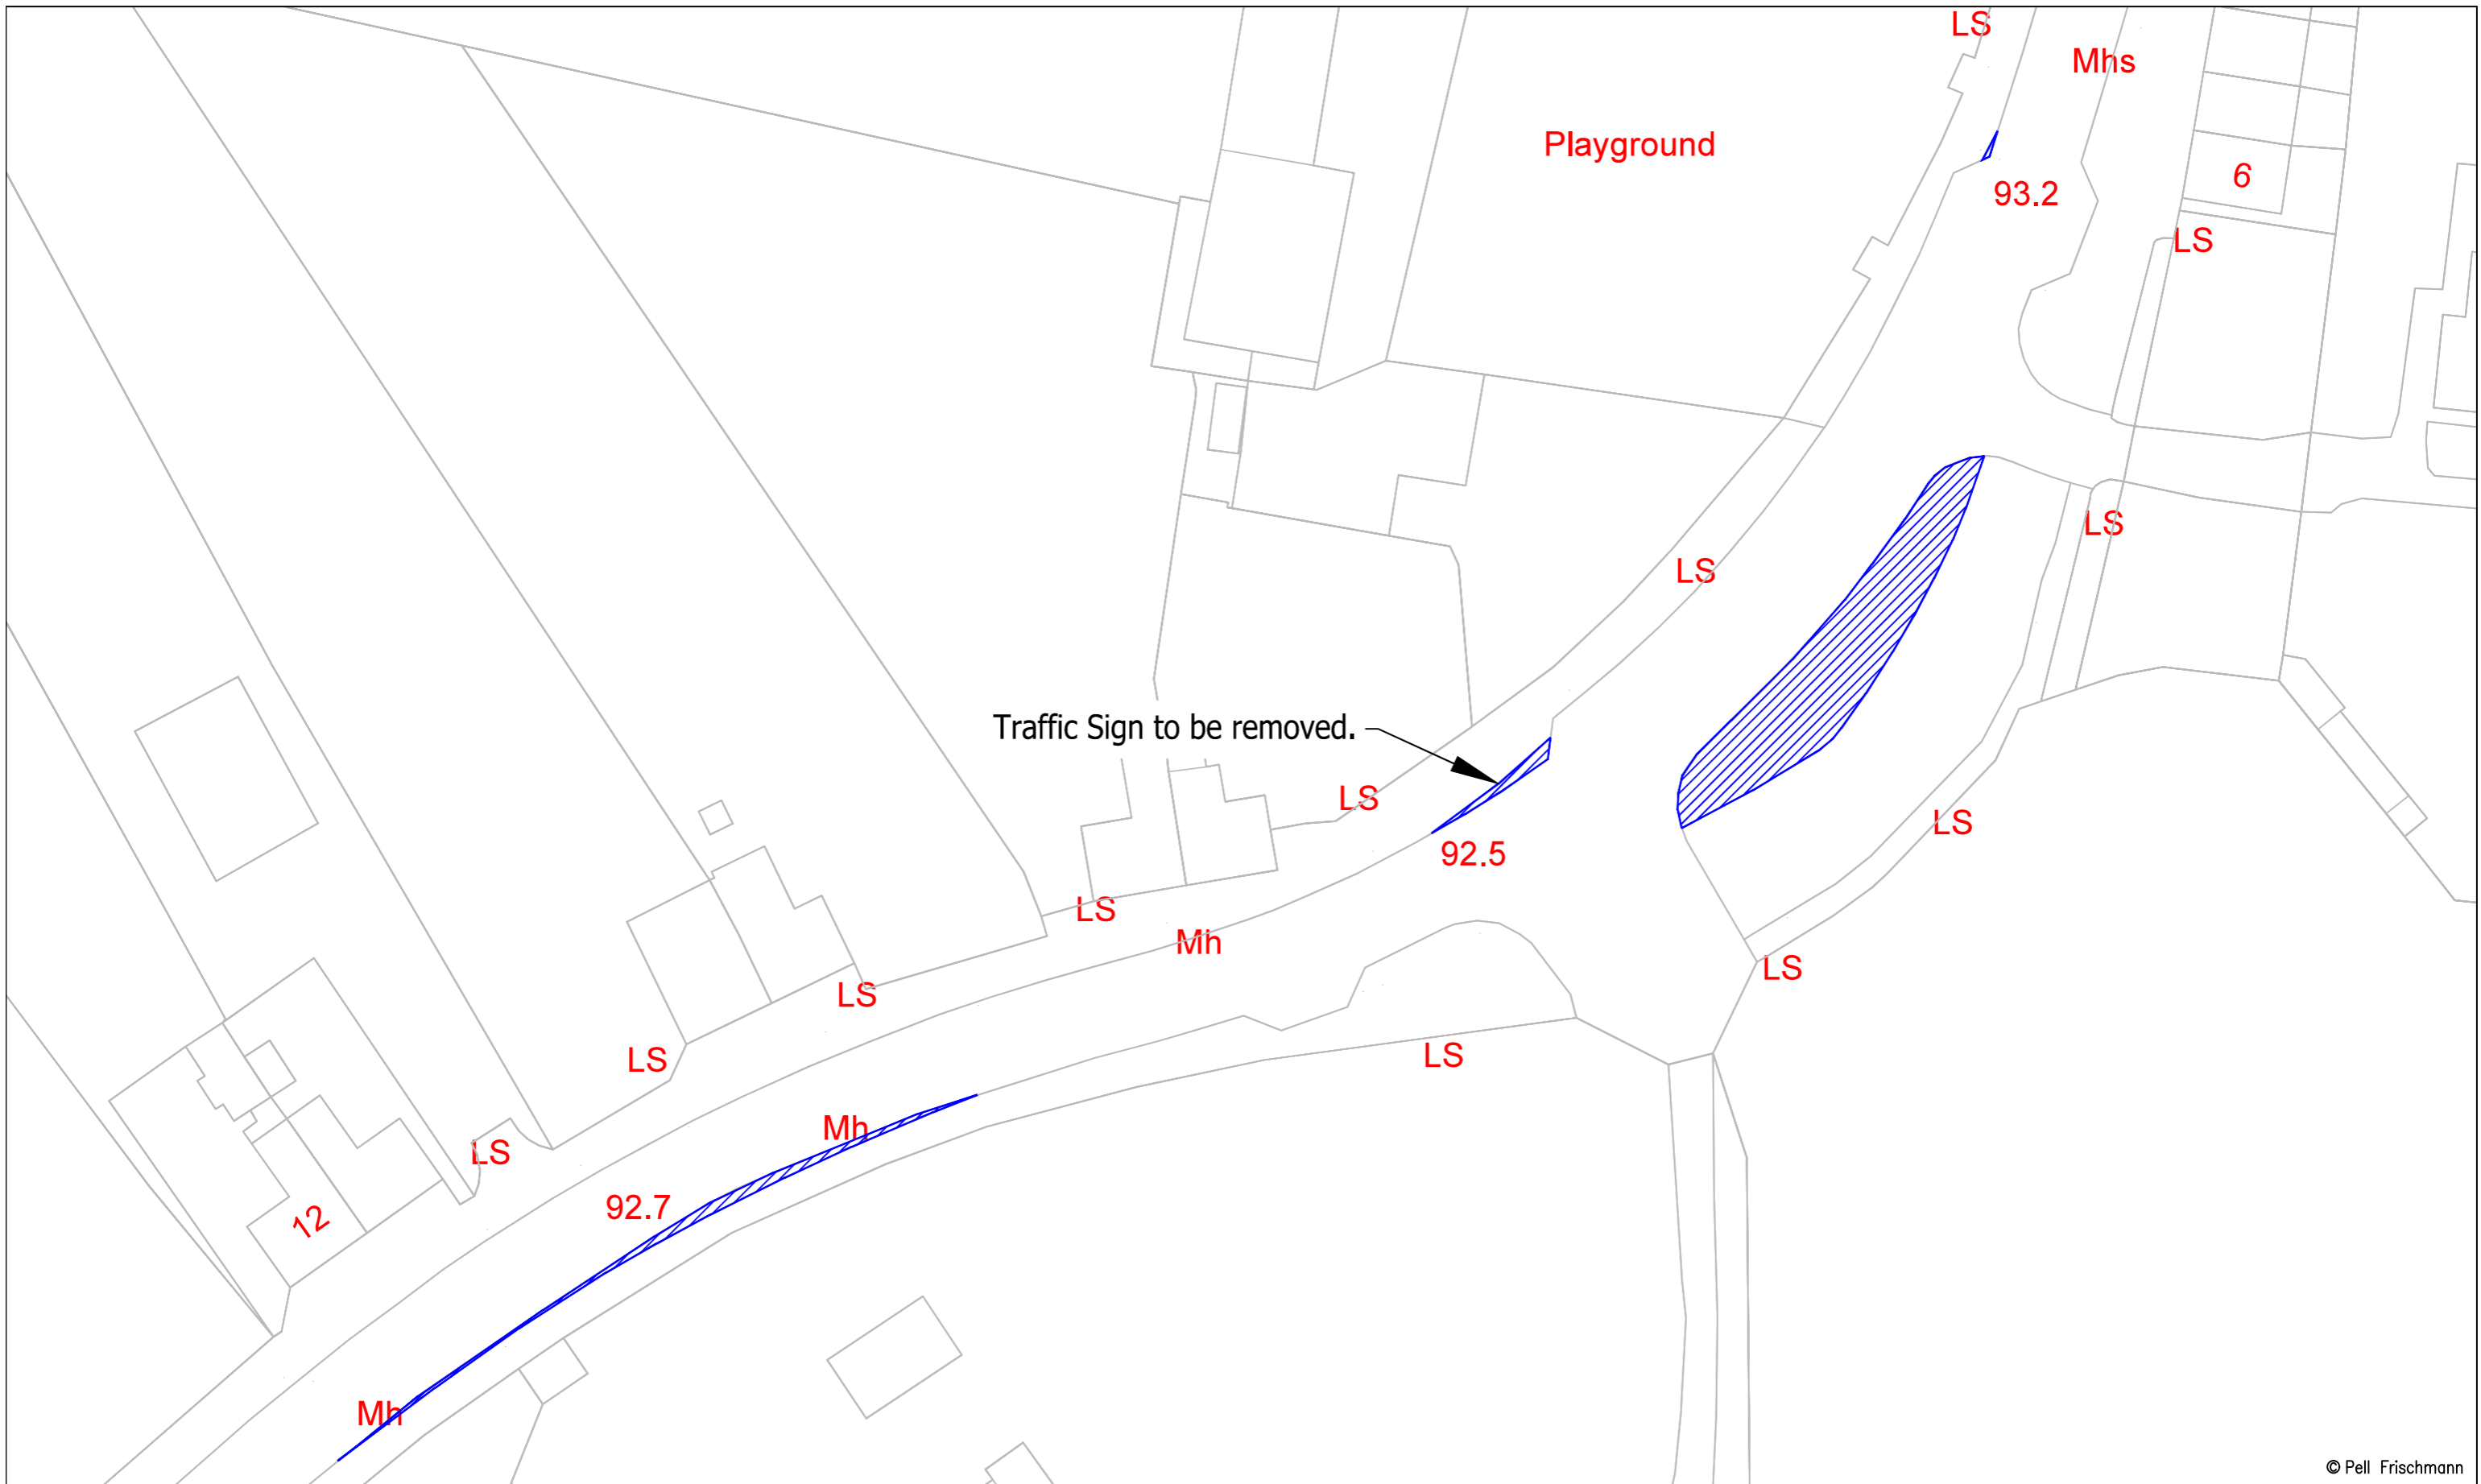 LS
Mhs
Playground
6
93.2
LS
LS
LS
Traffic Sign to be removed.
LS
LS
92.5
LS
Mh
LS
LS
LS
LS
Mh
LS
92.7
12
Mh
© Pell Frischmann